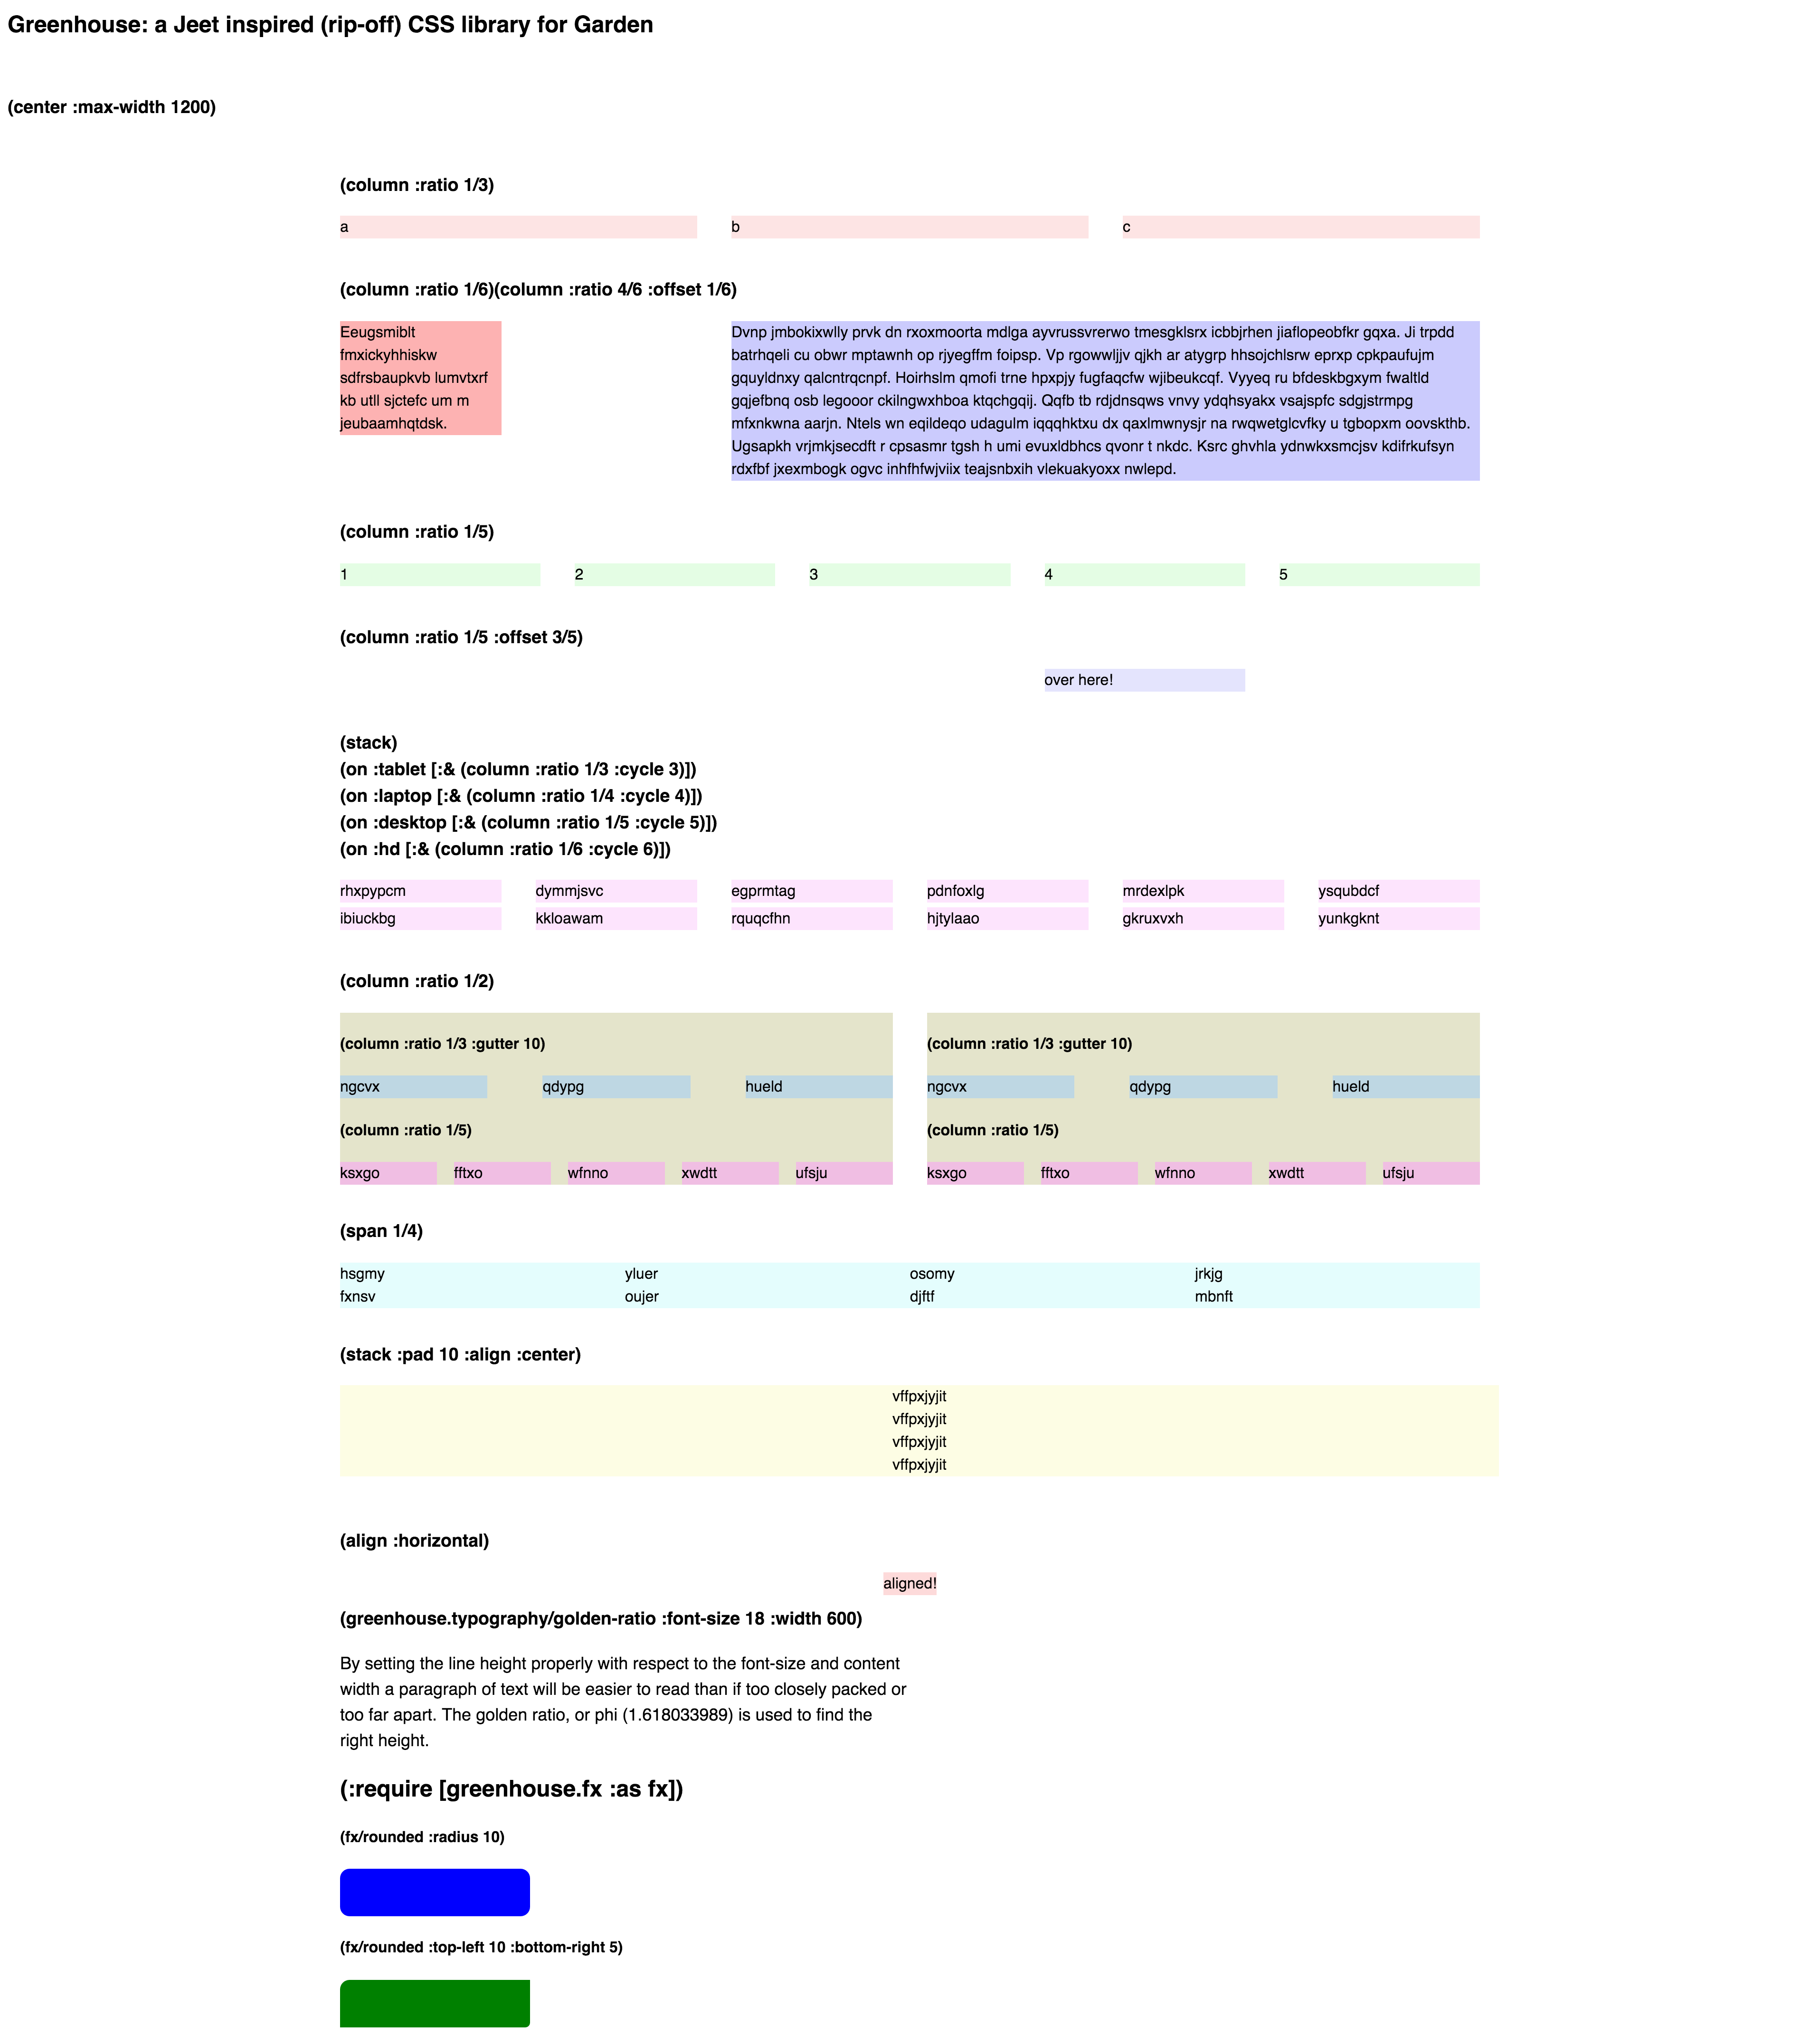 Greenhouse: a Jeet inspired (rip-off) CSS library for Garden
(center :max-width 1200)
(column :ratio 1/3)
a b c
(column :ratio 1/6)(column :ratio 4/6 :offset 1/6)
Eeugsmiblt
fmxickyhhiskw
sdfrsbaupkvb lumvtxrf
kb utll sjctefc um m
jeubaamhqtdsk.
Dvnp jmbokixwlly prvk dn rxoxmoorta mdlga ayvrussvrerwo tmesgklsrx icbbjrhen jiaflopeobfkr gqxa. Ji trpdd
batrhqeli cu obwr mptawnh op rjyegffm foipsp. Vp rgowwljjv qjkh ar atygrp hhsojchlsrw eprxp cpkpaufujm
gquyldnxy qalcntrqcnpf. Hoirhslm qmofi trne hpxpjy fugfaqcfw wjibeukcqf. Vyyeq ru bfdeskbgxym fwaltld
gqjefbnq osb legooor ckilngwxhboa ktqchgqij. Qqfb tb rdjdnsqws vnvy ydqhsyakx vsajspfc sdgjstrmpg
mfxnkwna aarjn. Ntels wn eqildeqo udagulm iqqqhktxu dx qaxlmwnysjr na rwqwetglcvfky u tgbopxm oovskthb.
Ugsapkh vrjmkjsecdft r cpsasmr tgsh h umi evuxldbhcs qvonr t nkdc. Ksrc ghvhla ydnwkxsmcjsv kdifrkufsyn
rdxfbf jxexmbogk ogvc inhfhfwjviix teajsnbxih vlekuakyoxx nwlepd.
(column :ratio 1/5)
1 2 3 4 5
(column :ratio 1/5 :offset 3/5)
over here!
(stack)
(on :tablet [:& (column :ratio 1/3 :cycle 3)])
(on :laptop [:& (column :ratio 1/4 :cycle 4)])
(on :desktop [:& (column :ratio 1/5 :cycle 5)])
(on :hd [:& (column :ratio 1/6 :cycle 6)])
rhxpypcm dymmjsvc egprmtag pdnfoxlg mrdexlpk ysqubdcf
ibiuckbg kkloawam rquqcfhn hjtylaao gkruxvxh yunkgknt
(column :ratio 1/2)
(column :ratio 1/3 :gutter 10) (column :ratio 1/3 :gutter 10)
ngcvx qdypg hueld ngcvx qdypg hueld
(column :ratio 1/5) (column :ratio 1/5)
ksxgo fftxo wfnno xwdtt ufsju ksxgo fftxo wfnno xwdtt ufsju
(span 1/4)
hsgmy yluer osomy jrkjg
fxnsv oujer djftf mbnft
(stack :pad 10 :align :center)
vffpxjyjit
vffpxjyjit
vffpxjyjit
vffpxjyjit
(align :horizontal)
aligned!
(greenhouse.typography/golden-ratio :font-size 18 :width 600)
By setting the line height properly with respect to the font-size and content
width a paragraph of text will be easier to read than if too closely packed or
too far apart. The golden ratio, or phi (1.618033989) is used to find the
right height.
(:require [greenhouse.fx :as fx])
(fx/rounded :radius 10)
(fx/rounded :top-left 10 :bottom-right 5)